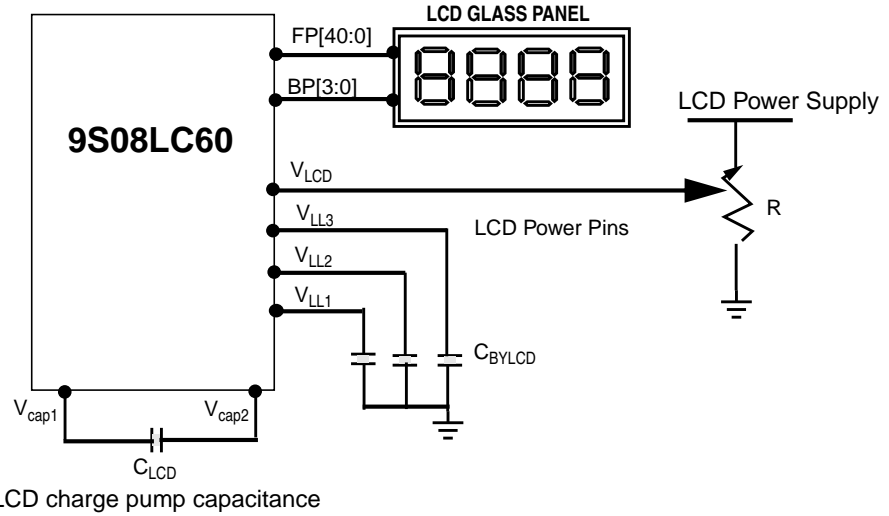 LCD GLASS PANEL
FP[40:0]
BP[3:0]
8888
LCD Power Supply
9S08LC60
VLCD
R
VLL3
LCD Power Pins
VLL2
VLL1
CBYLCD
Vcap1
Vcap2
CLCD
LCD charge pump capacitance